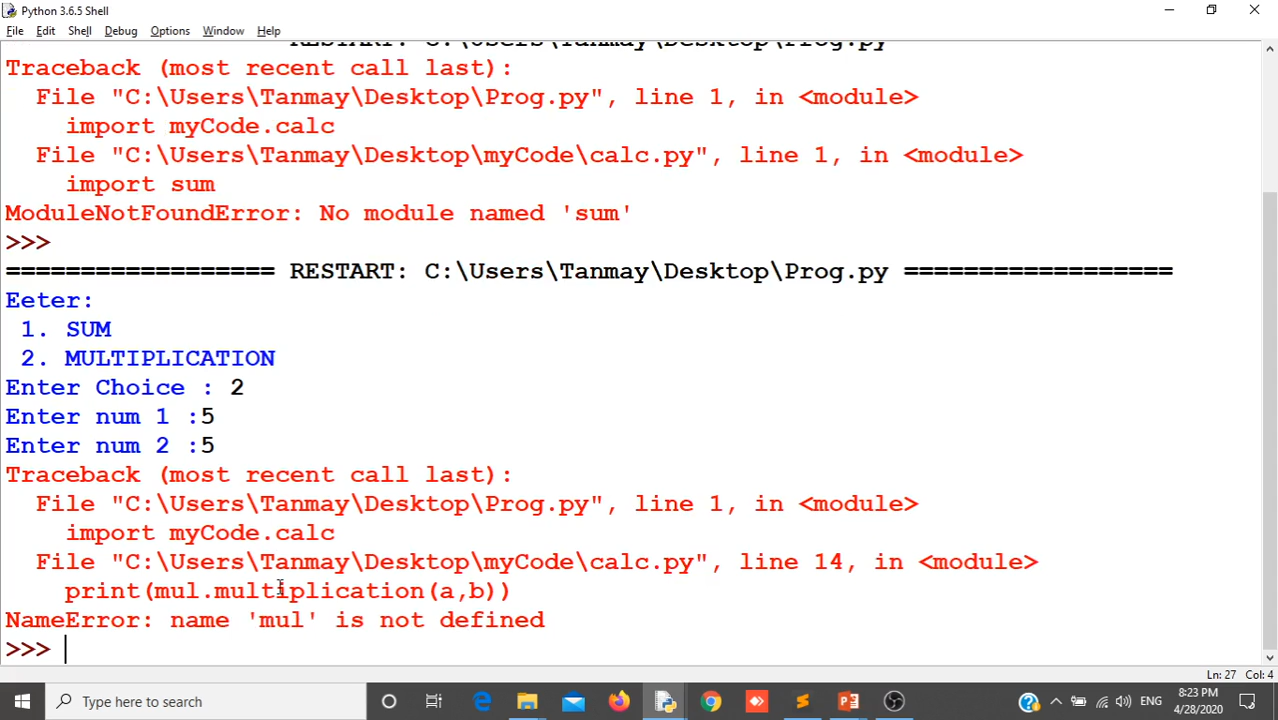 Python 3.6.5 Shell
File Edit Shell Debug Options Window Help
RESTART: C:\Users\Tanmay\Desktop\Prog.py
Traceback (most recent call last):
  File "C:\Users\Tanmay\Desktop\Prog.py", line 1, in <module>
    import myCode.calc
  File "C:\Users\Tanmay\Desktop\myCode\calc.py", line 1, in <module>
    import sum
ModuleNotFoundError: No module named 'sum'
>>>
================== RESTART: C:\Users\Tanmay\Desktop\Prog.py ==================
Eeter:
 1. SUM
 2. MULTIPLICATION
Enter Choice : 2
Enter num 1 :5
Enter num 2 :5
Traceback (most recent call last):
  File "C:\Users\Tanmay\Desktop\Prog.py", line 1, in <module>
    import myCode.calc
  File "C:\Users\Tanmay\Desktop\myCode\calc.py", line 14, in <module>
    print(mul.multiplication(a,b))
NameError: name 'mul' is not defined
>>>
Ln: 27 Col: 4
Type here to search
ENG
8:23 PM
4/28/2020